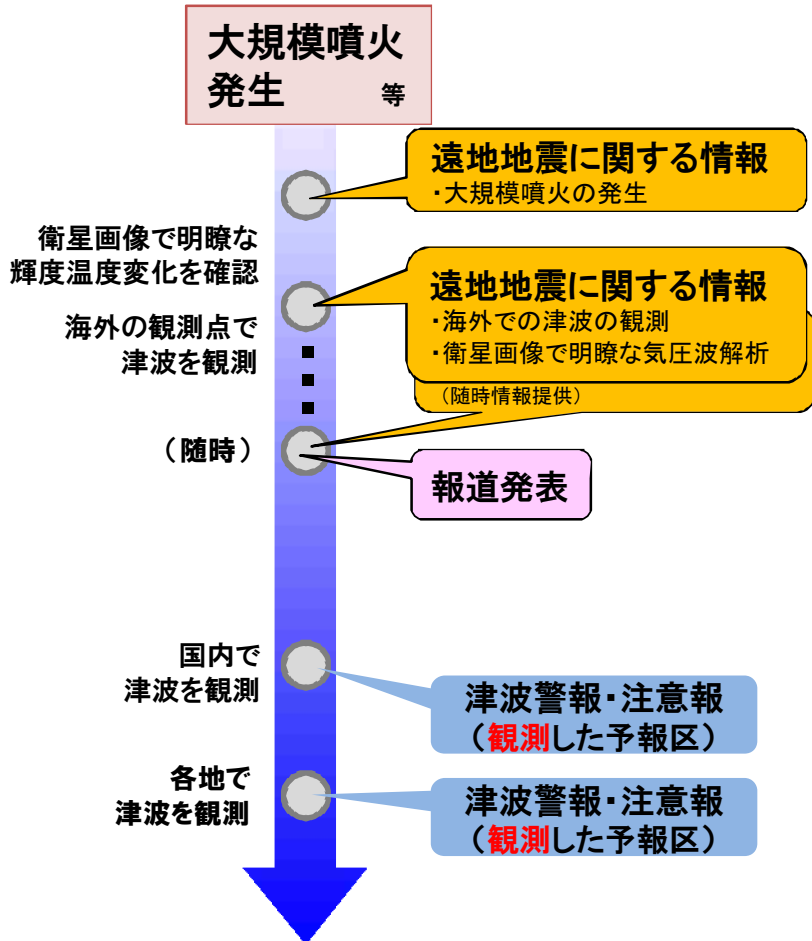 大規模噴火
発生 等
遠地地震に関する情報
・大規模噴火の発生
衛星画像で明瞭な
輝度温度変化を確認
海外の観測点で
津波を観測
遠地地震に関する情報
・海外での津波の観測
・衛星画像で明瞭な気圧波解析
（随時情報提供）
（随時）
報道発表
国内で
津波を観測
津波警報・注意報
（観測した予報区）
各地で
津波を観測
津波警報・注意報
（観測した予報区）